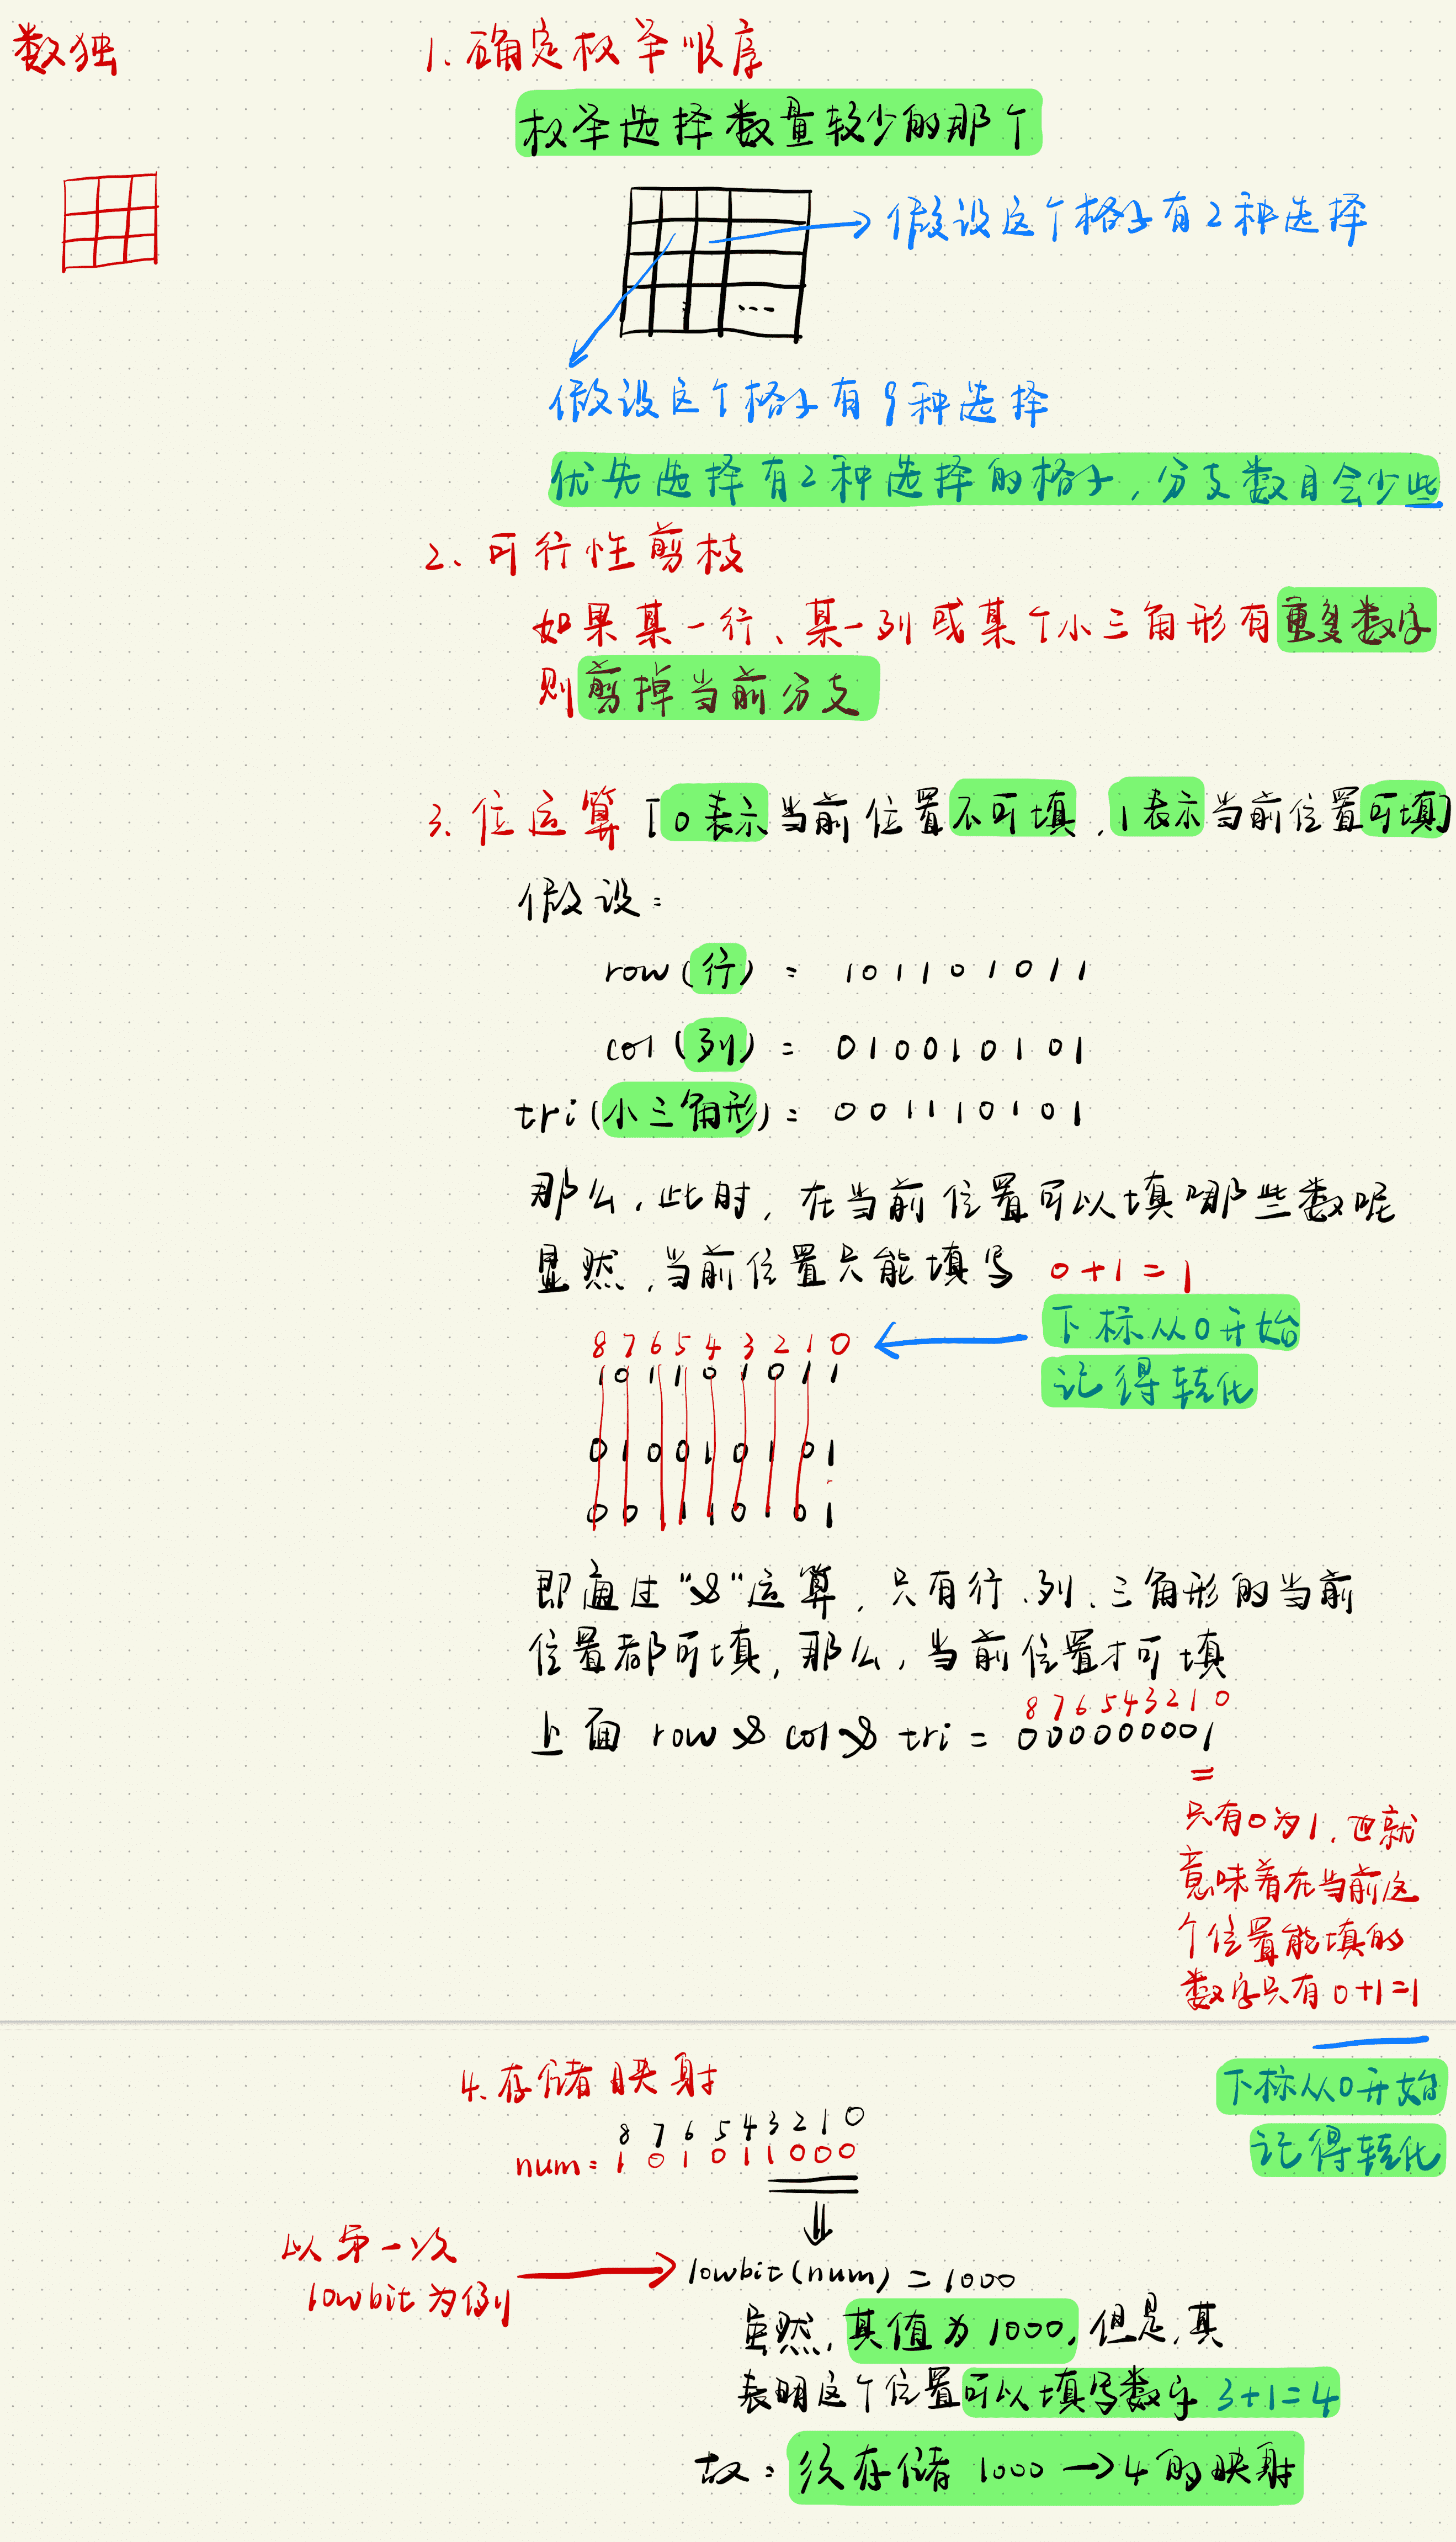 数独
1. 确定枚举顺序
枚举选择数量较少的那个
假设这个格子有2种选择
假设这个格子有9种选择
优先选择有2种选择的格子,分支数目会少些
2、可行性剪枝
如果某一行、某一列或某个小三角形有重复数字
则剪掉当前分支
3. 位运算「0表示当前位置不可填,1表示当前位置可填」
假设:
row(行) = 101101011
col(列) = 010010101
tri(小三角形) = 001110101
那么,此时,在当前位置可以填哪些数呢
显然,当前位置只能填写 0+1=1
8 7 6 5 4 3 2 1 0
下标从0开始
记得转化
1 0 1 1 0 1 0 1 1
0 1 0 0 1 0 1 0 1
0 0 1 1 1 0 1 0 1
即通过"&"运算,只有行、列、三角形的当前
位置都可填,那么,当前位置才可填
8 7 6 5 4 3 2 1 0
上面 row & col & tri = 000000001
只有0为1,也就
意味着在当前这
个位置能填的
数字只有0+1=1
下标从0开始
记得转化
4. 存储映射
8 7 6 5 4 3 2 1 0
num = 1 0 1 0 1 1 0 0 0
以第一次
lowbit为例
lowbit(num) = 1000
虽然,其值为1000,但是,其
表明这个位置可以填写数字 3+1=4
故:须存储 1000 → 4的映射